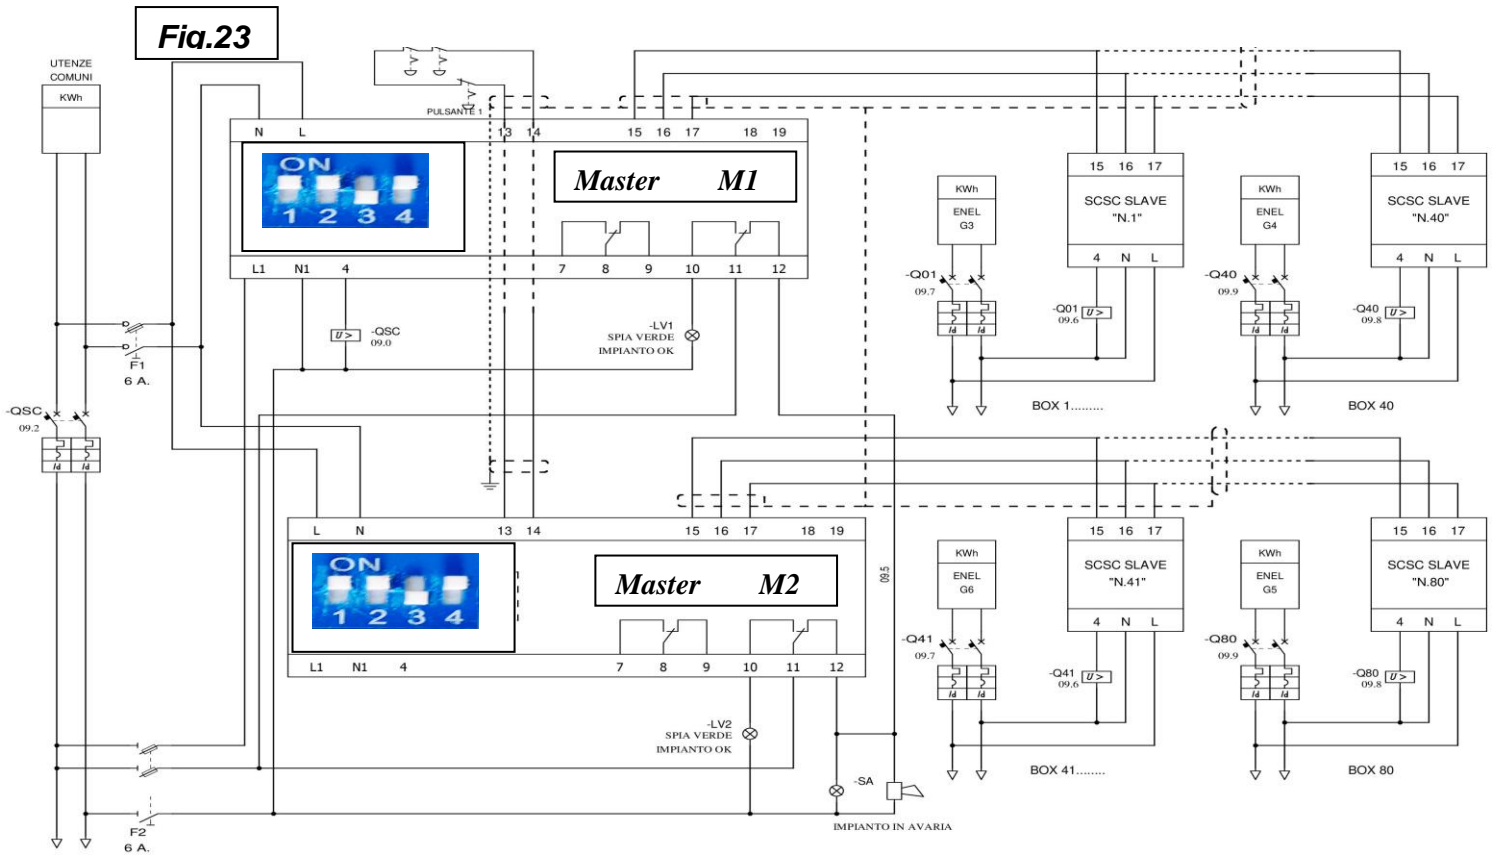 Fig.23
UTENZE
COMUNI
KWh
PULSANTE 1
N L 13 14 15 16 17 18 19
ON
1 2 3 4
Master M1
L1 N1 4 7 8 9 10 11 12
U >
-QSC
09.0
-LV1
SPIA VERDE
IMPIANTO OK
F1
6 A.
-QSC
09.2
15 16 17
SCSC SLAVE
"N.1"
4 N L
KWh
ENEL
G3
-Q01
09.7
-Q01
09.6
U >
BOX 1.........
15 16 17
SCSC SLAVE
"N.40"
4 N L
KWh
ENEL
G4
-Q40
09.9
-Q40
09.8
U >
BOX 40
L N 13 14 15 16 17 18 19
ON
1 2 3 4
Master M2
L1 N1 4 7 8 9 10 11 12
09.5
-LV2
SPIA VERDE
IMPIANTO OK
-SA
IMPIANTO IN AVARIA
F2
6 A.
15 16 17
SCSC SLAVE
"N.41"
4 N L
KWh
ENEL
G6
-Q41
09.7
-Q41
09.6
U >
BOX 41........
15 16 17
SCSC SLAVE
"N.80"
4 N L
KWh
ENEL
G5
-Q80
09.9
-Q80
09.8
U >
BOX 80